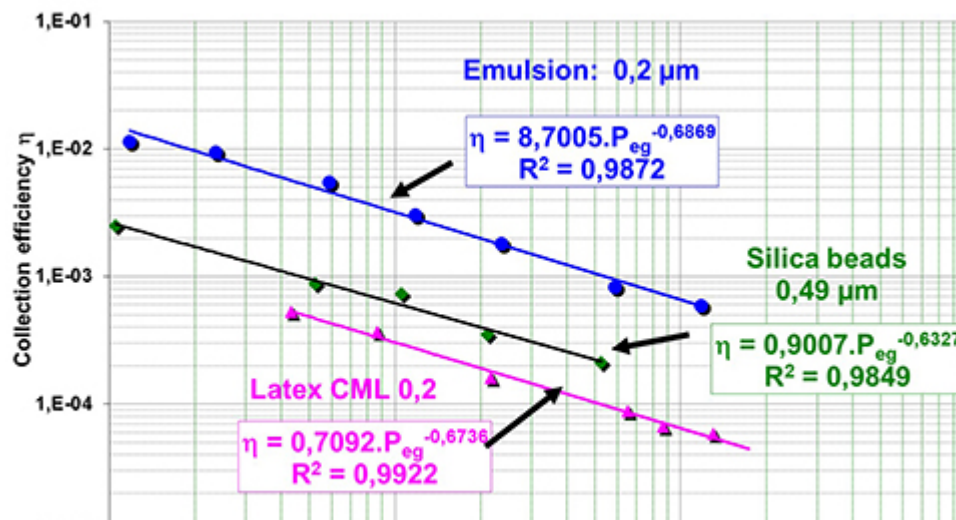 1,E-01
1,E-02
1,E-03
1,E-04
Collection efficiency η
Emulsion: 0,2 µm
η = 8,7005.Peg^-0,6869
R² = 0,9872
Silica beads
0,49 µm
η = 0,9007.Peg^-0,6327
R² = 0,9849
Latex CML 0,2
η = 0,7092.Peg^-0,6736
R² = 0,9922